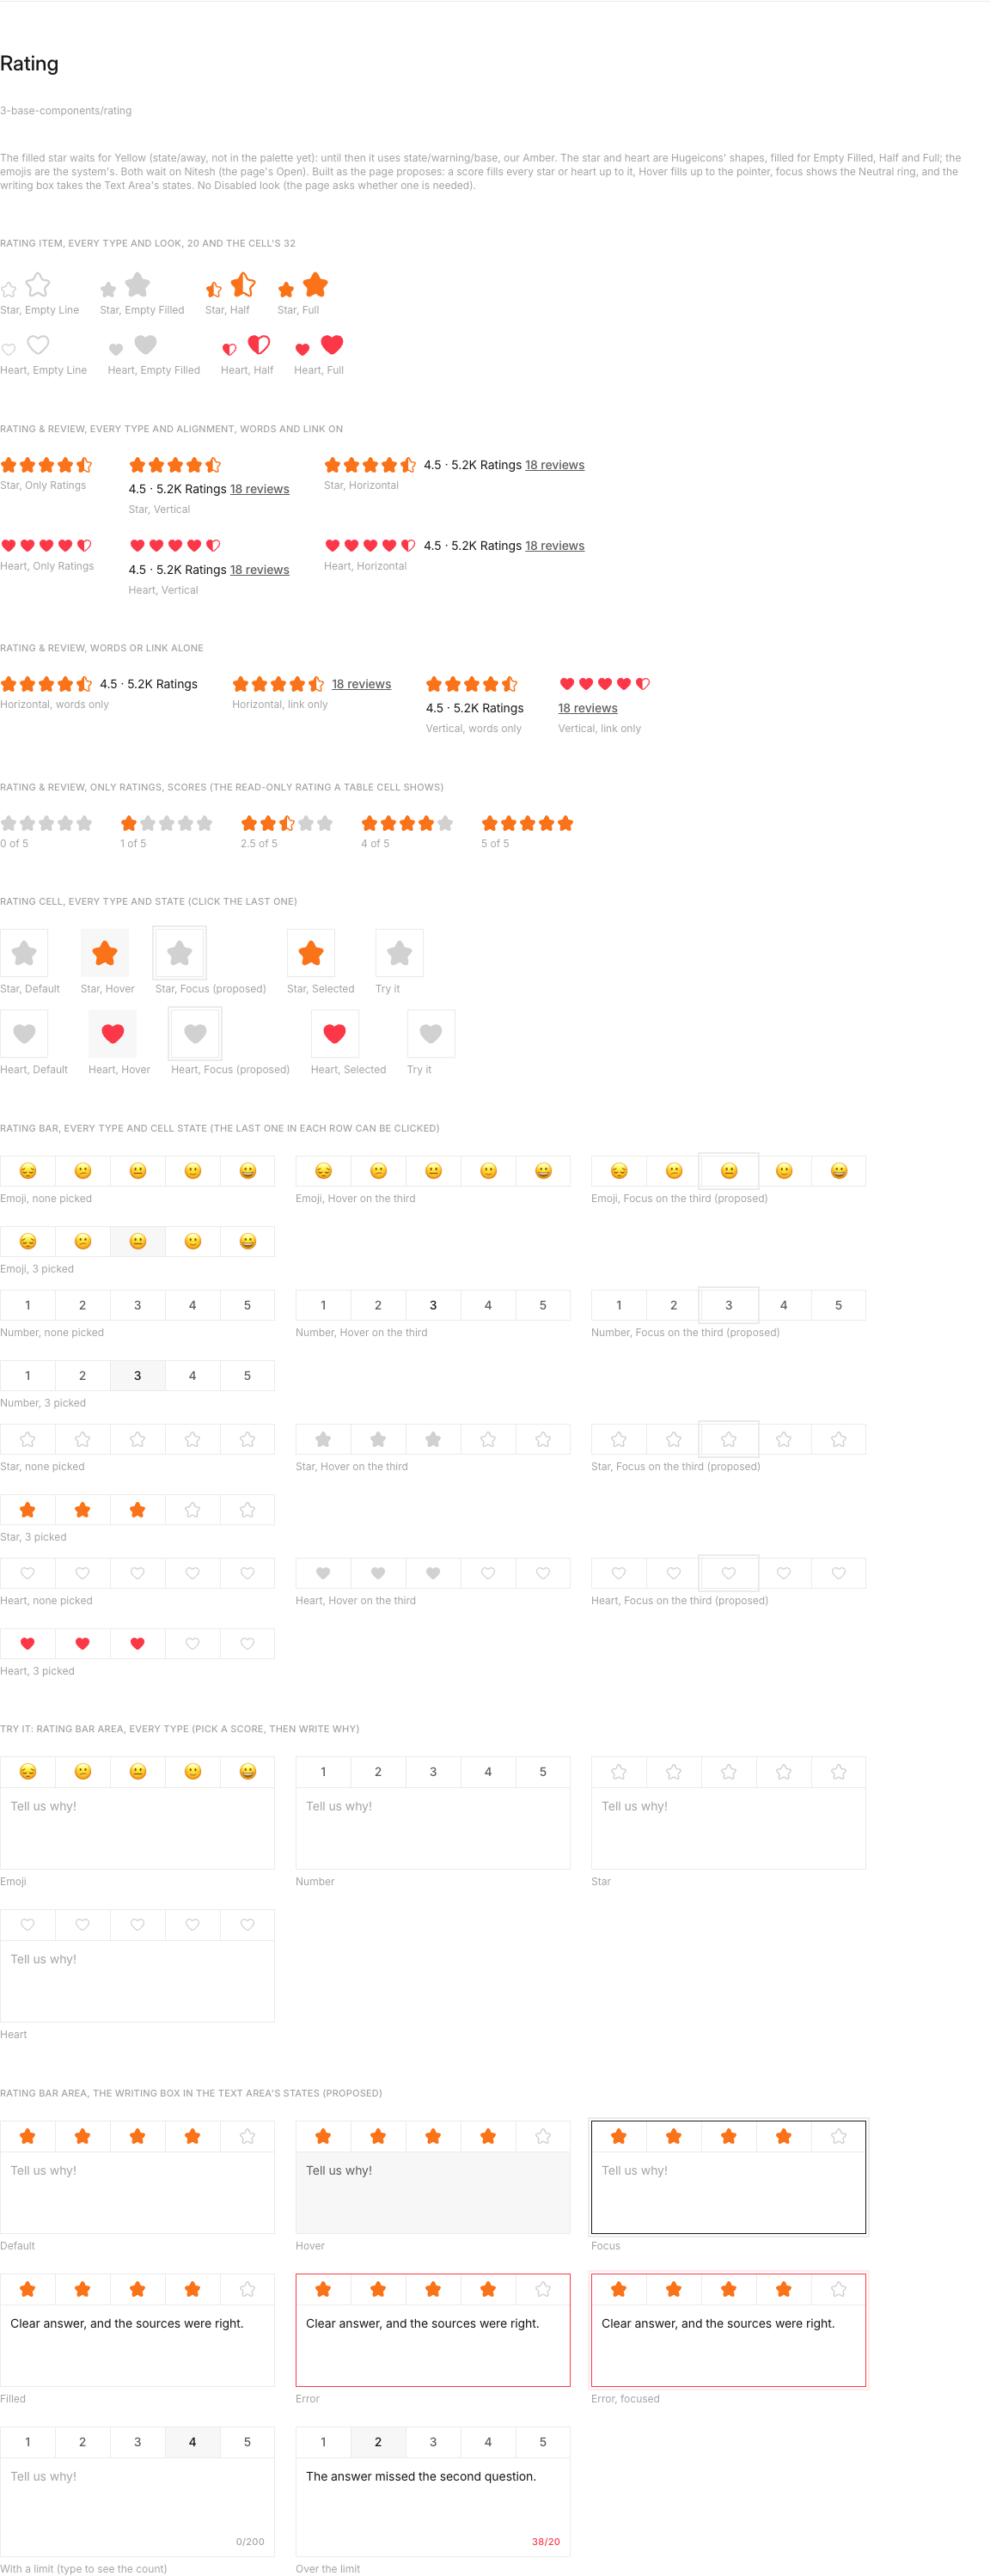 Rating
3-base-components/rating
The filled star waits for Yellow (state/away, not in the palette yet): until then it uses state/warning/base, our Amber. The star and heart are Hugeicons' shapes, filled for Empty Filled, Half and Full; the
emojis are the system's. Both wait on Nitesh (the page's Open). Built as the page proposes: a score fills every star or heart up to it, Hover fills up to the pointer, focus shows the Neutral ring, and the
writing box takes the Text Area's states. No Disabled look (the page asks whether one is needed).
RATING ITEM, EVERY TYPE AND LOOK, 20 AND THE CELL'S 32
Star, Empty Line Star, Empty Filled Star, Half Star, Full
Heart, Empty Line Heart, Empty Filled Heart, Half Heart, Full
RATING & REVIEW, EVERY TYPE AND ALIGNMENT, WORDS AND LINK ON
4.5 · 5.2K Ratings 18 reviews
Star, Only Ratings 4.5 · 5.2K Ratings 18 reviews Star, Horizontal
Star, Vertical
4.5 · 5.2K Ratings 18 reviews
Heart, Only Ratings 4.5 · 5.2K Ratings 18 reviews Heart, Horizontal
Heart, Vertical
RATING & REVIEW, WORDS OR LINK ALONE
4.5 · 5.2K Ratings 18 reviews
Horizontal, words only Horizontal, link only 4.5 · 5.2K Ratings 18 reviews
Vertical, words only Vertical, link only
RATING & REVIEW, ONLY RATINGS, SCORES (THE READ-ONLY RATING A TABLE CELL SHOWS)
0 of 5 1 of 5 2.5 of 5 4 of 5 5 of 5
RATING CELL, EVERY TYPE AND STATE (CLICK THE LAST ONE)
Star, Default Star, Hover Star, Focus (proposed) Star, Selected Try it
Heart, Default Heart, Hover Heart, Focus (proposed) Heart, Selected Try it
RATING BAR, EVERY TYPE AND CELL STATE (THE LAST ONE IN EACH ROW CAN BE CLICKED)
Emoji, none picked Emoji, Hover on the third Emoji, Focus on the third (proposed)
Emoji, 3 picked
1 2 3 4 5 1 2 3 4 5 1 2 3 4 5
Number, none picked Number, Hover on the third Number, Focus on the third (proposed)
1 2 3 4 5
Number, 3 picked
Star, none picked Star, Hover on the third Star, Focus on the third (proposed)
Star, 3 picked
Heart, none picked Heart, Hover on the third Heart, Focus on the third (proposed)
Heart, 3 picked
TRY IT: RATING BAR AREA, EVERY TYPE (PICK A SCORE, THEN WRITE WHY)
1 2 3 4 5
Tell us why! Tell us why! Tell us why!
Emoji Number Star
Tell us why!
Heart
RATING BAR AREA, THE WRITING BOX IN THE TEXT AREA'S STATES (PROPOSED)
Tell us why! Tell us why! Tell us why!
Default Hover Focus
Clear answer, and the sources were right. Clear answer, and the sources were right. Clear answer, and the sources were right.
Filled Error Error, focused
1 2 3 4 5 1 2 3 4 5
Tell us why! The answer missed the second question.
0/200 38/20
With a limit (type to see the count) Over the limit